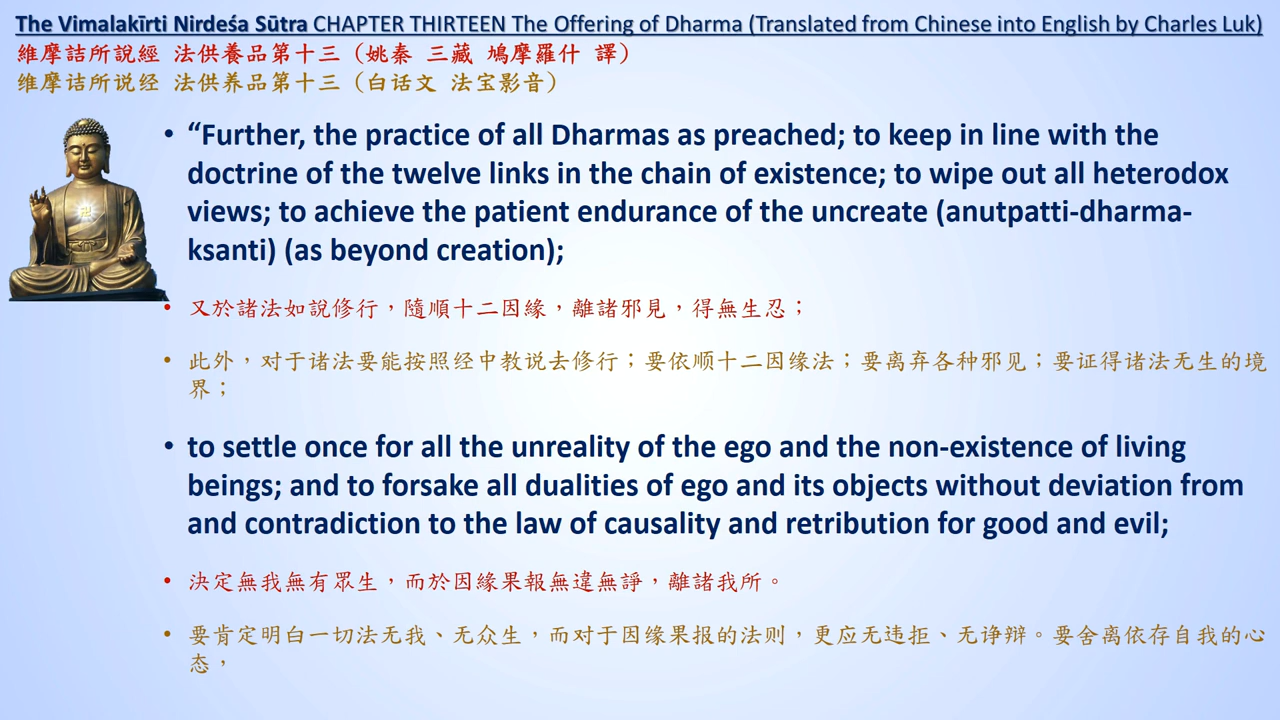 The Vimalakīrti Nirdeśa Sūtra CHAPTER THIRTEEN The Offering of Dharma (Translated from Chinese into English by Charles Luk)
維摩詰所說經 法供養品第十三（姚秦 三藏 鳩摩羅什 譯）
维摩诘所说经 法供养品第十三（白话文 法宝影音）
• “Further, the practice of all Dharmas as preached; to keep in line with the
doctrine of the twelve links in the chain of existence; to wipe out all heterodox
views; to achieve the patient endurance of the uncreate (anutpatti-dharma-
ksanti) (as beyond creation);
• 又於諸法如說修行，隨順十二因緣，離諸邪見，得無生忍；
• 此外，对于诸法要能按照经中教说去修行；要依顺十二因缘法；要离弃各种邪见；要证得诸法无生的境
界；
• to settle once for all the unreality of the ego and the non-existence of living
beings; and to forsake all dualities of ego and its objects without deviation from
and contradiction to the law of causality and retribution for good and evil;
• 決定無我無有眾生，而於因緣果報無違無諍，離諸我所。
• 要肯定明白一切法无我、无众生，而对于因缘果报的法则，更应无违拒、无诤辩。要舍离依存自我的心
态，